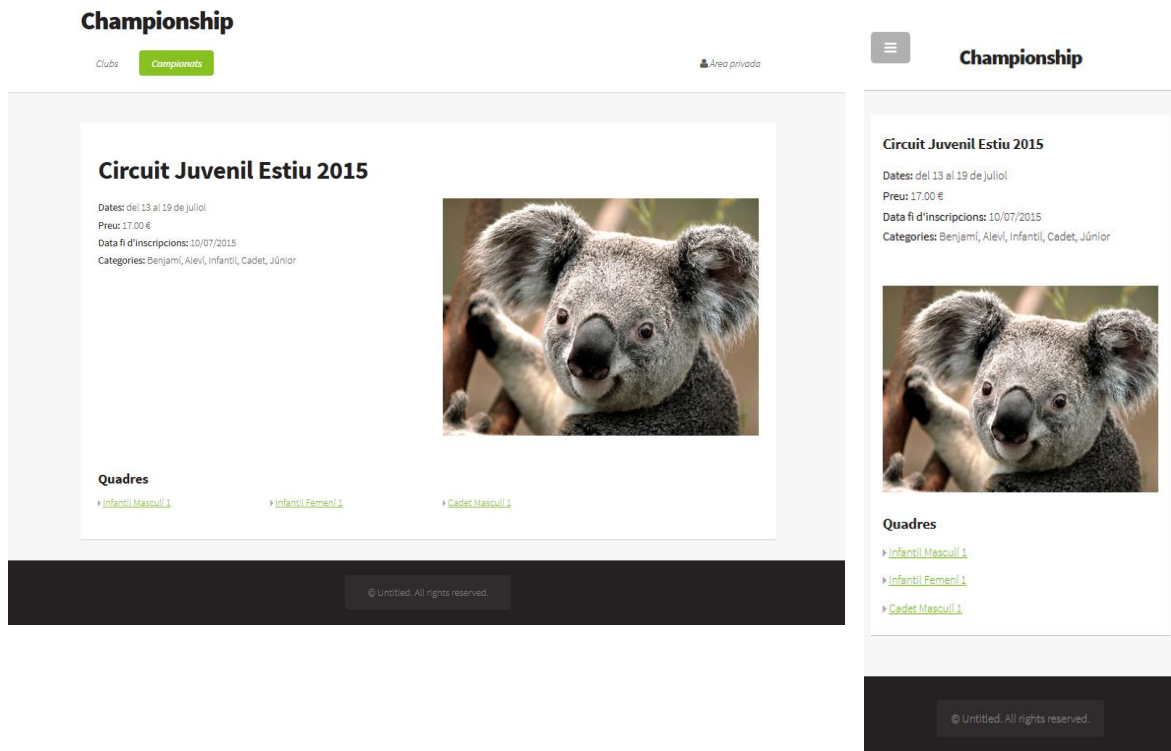 Championship
Clubs
Campionats
Àrea privada
Circuit Juvenil Estiu 2015
Dates: del 13 al 19 de juliol
Preu: 17.00 €
Data fi d'inscripcions: 10/07/2015
Categories: Benjamí, Aleví, Infantil, Cadet, Júnior
Quadres
Infantil Masculí 1
Infantil Femení 1
Cadet Masculí 1
© Untitled. All rights reserved.
Championship
Circuit Juvenil Estiu 2015
Dates: del 13 al 19 de juliol
Preu: 17.00 €
Data fi d'inscripcions: 10/07/2015
Categories: Benjamí, Aleví, Infantil, Cadet, Júnior
Quadres
Infantil Masculí 1
Infantil Femení 1
Cadet Masculí 1
© Untitled. All rights reserved.